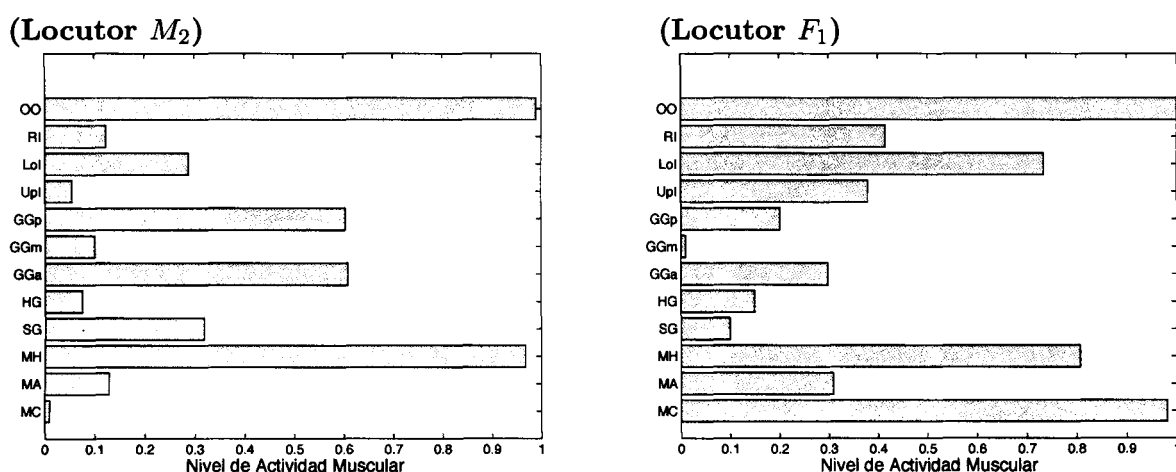 (Locutor M₂)
OO
RI
LoI
UpI
GGp
GGm
GGa
HG
SG
MH
MA
MC
0 0.1 0.2 0.3 0.4 0.5 0.6 0.7 0.8 0.9 1
Nivel de Actividad Muscular
(Locutor F₁)
OO
RI
LoI
UpI
GGp
GGm
GGa
HG
SG
MH
MA
MC
0 0.1 0.2 0.3 0.4 0.5 0.6 0.7 0.8 0.9 1
Nivel de Actividad Muscular